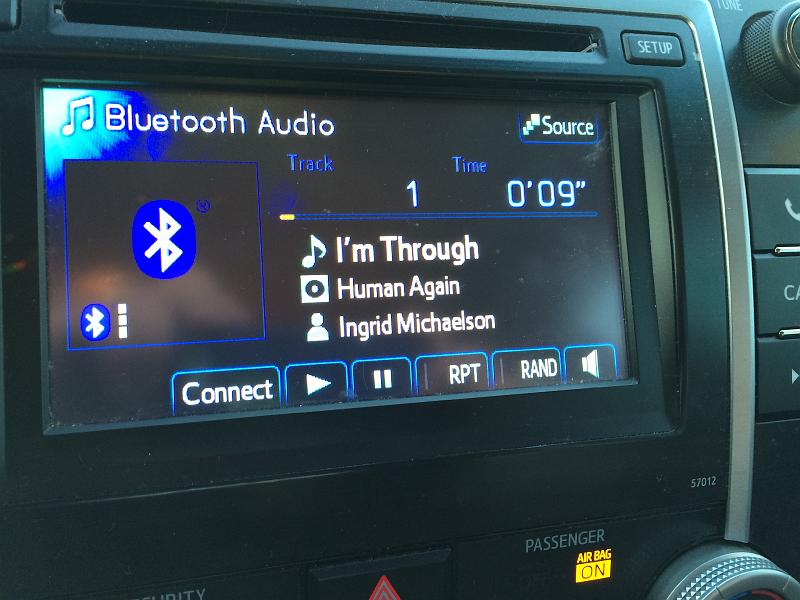 TUNE
SETUP
Bluetooth Audio
Source
Track
Time
1
0'09"
I'm Through
Human Again
Ingrid Michaelson
Connect
RPT
RAND
57012
PASSENGER
AIR BAG
ON